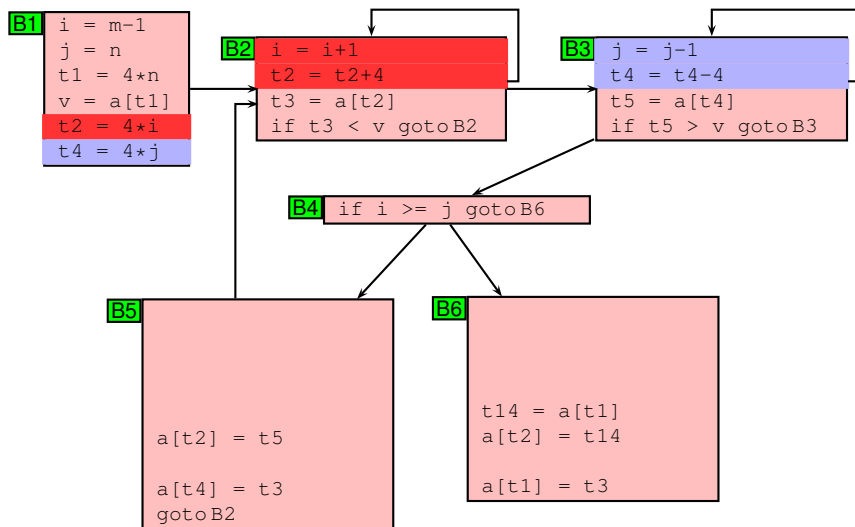 B1
i = m-1
j = n
t1 = 4*n
v = a[t1]
t2 = 4*i
t4 = 4*j
B2
i = i+1
t2 = t2+4
t3 = a[t2]
if t3 < v goto B2
B3
j = j-1
t4 = t4-4
t5 = a[t4]
if t5 > v goto B3
B4
if i >= j goto B6
B5
a[t2] = t5
a[t4] = t3
goto B2
B6
t14 = a[t1]
a[t2] = t14
a[t1] = t3